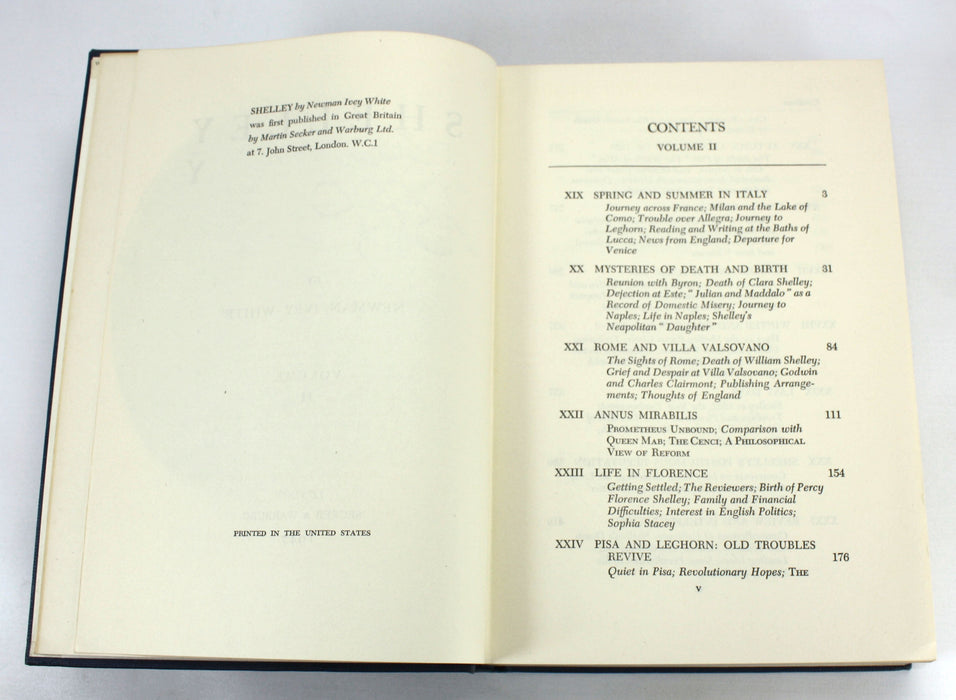 SHELLEY by Newman Ivey White
was first published in Great Britain
by Martin Secker and Warburg Ltd.
at 7. John Street, London. W.C.1
PRINTED IN THE UNITED STATES
CONTENTS
VOLUME II
XIX SPRING AND SUMMER IN ITALY 3
Journey across France; Milan and the Lake of
Como; Trouble over Allegra; Journey to
Leghorn; Reading and Writing at the Baths of
Lucca; News from England; Departure for
Venice
XX MYSTERIES OF DEATH AND BIRTH 31
Reunion with Byron; Death of Clara Shelley;
Dejection at Este; "Julian and Maddalo" as a
Record of Domestic Misery; Journey to
Naples; Life in Naples; Shelley's
Neapolitan "Daughter"
XXI ROME AND VILLA VALSOVANO 84
The Sights of Rome; Death of William Shelley;
Grief and Despair at Villa Valsovano; Godwin
and Charles Clairmont; Publishing Arrange-
ments; Thoughts of England
XXII ANNUS MIRABILIS 111
PROMETHEUS UNBOUND; Comparison with
QUEEN MAB; THE CENCI; A PHILOSOPHICAL
VIEW OF REFORM
XXIII LIFE IN FLORENCE 154
Getting Settled; The Reviewers; Birth of Percy
Florence Shelley; Family and Financial
Difficulties; Interest in English Politics;
Sophia Stacey
XXIV PISA AND LEGHORN: OLD TROUBLES
REVIVE 176
Quiet in Pisa; Revolutionary Hopes; THE
v